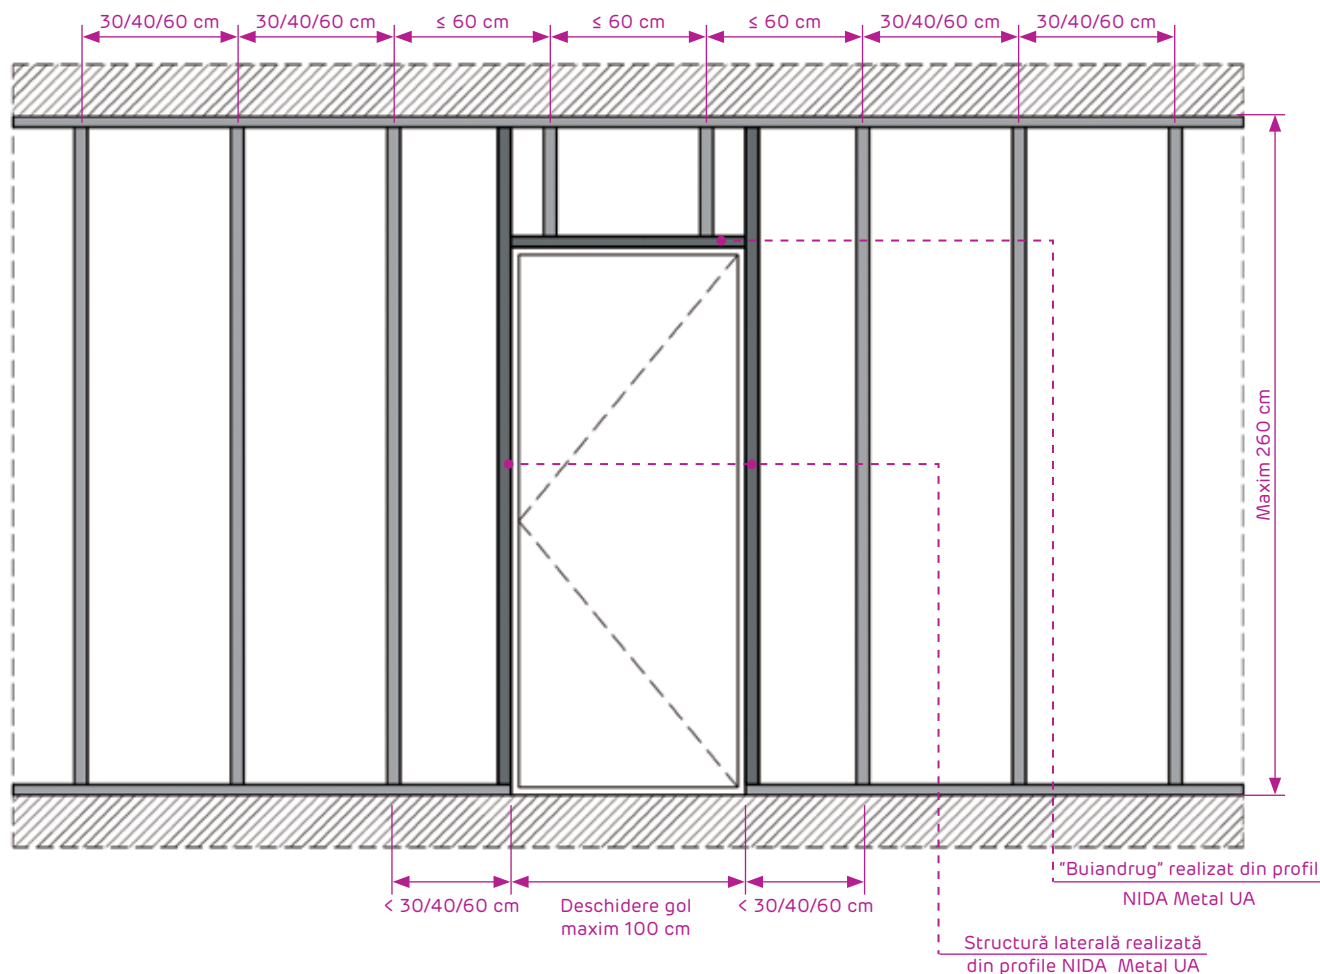 30/40/60 cm
30/40/60 cm
≤ 60 cm
≤ 60 cm
≤ 60 cm
30/40/60 cm
30/40/60 cm
Maxim 260 cm
"Buiandrug" realizat din profil
NIDA Metal UA
< 30/40/60 cm
Deschidere gol
maxim 100 cm
< 30/40/60 cm
Structură laterală realizată
din profile NIDA Metal UA